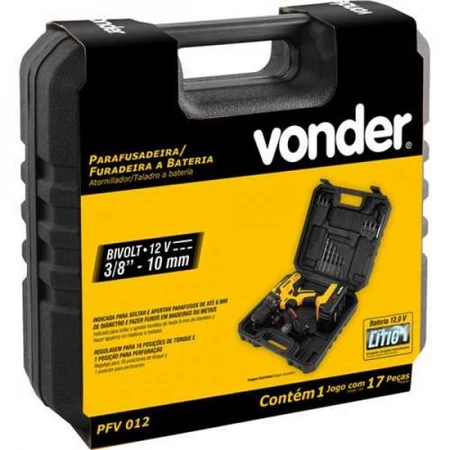 vonder
PARAFUSADEIRA/
FURADEIRA A BATERIA
Atornillador/Taladro a batería
BIVOLT • 12 V
3/8" - 10 mm
INDICADA PARA SOLTAR E APERTAR PARAFUSOS DE ATÉ 6 MM
DE DIÂMETRO E FAZER FUROS EM MADEIRAS OU METAIS
REGULAGEM PARA 18 POSIÇÕES DE TORQUE E
1 POSIÇÃO PARA PERFURAÇÃO
Bateria 12,0 V
LÍTIO
Contém 1 Jogo com 17 Peças
PFV 012